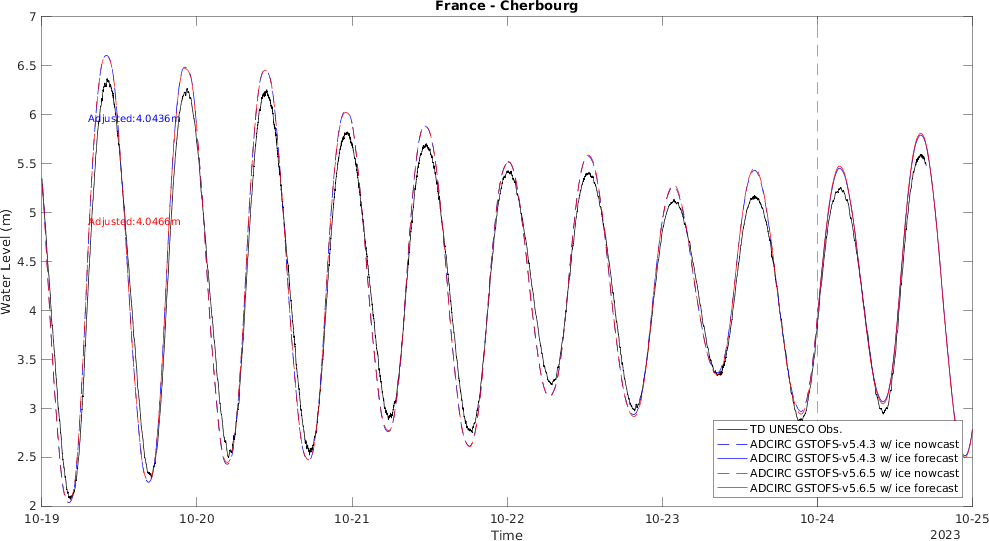 France - Cherbourg
7
6.5
6
5.5
5
4.5
4
3.5
3
2.5
2
Water Level (m)
Adjusted:4.0436m
Adjusted:4.0466m
TD UNESCO Obs.
ADCIRC GSTOFS-v5.4.3 w/ ice nowcast
ADCIRC GSTOFS-v5.4.3 w/ ice forecast
ADCIRC GSTOFS-v5.6.5 w/ ice nowcast
ADCIRC GSTOFS-v5.6.5 w/ ice forecast
10-19 10-20 10-21 10-22 10-23 10-24 10-25
Time
2023